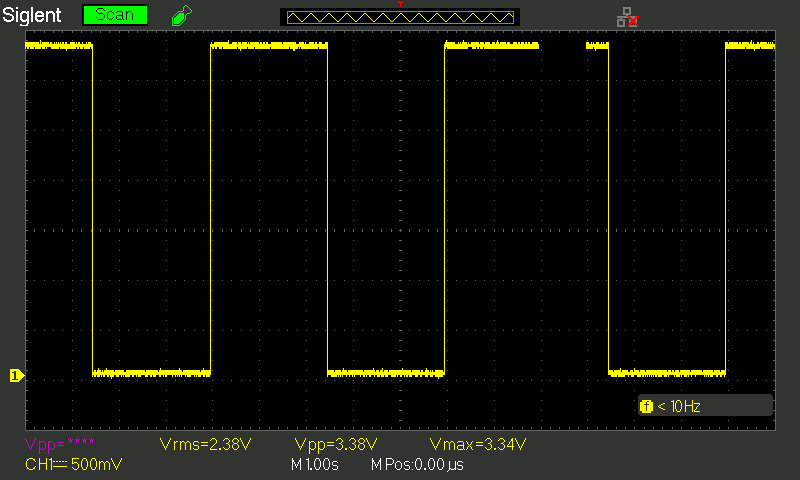 Siglent Scan T
1
f < 10Hz
Vpp=**** Vrms=2.38V Vpp=3.38V Vmax=3.34V
CH1 500mV M 1.00s M Pos:0.00 µs